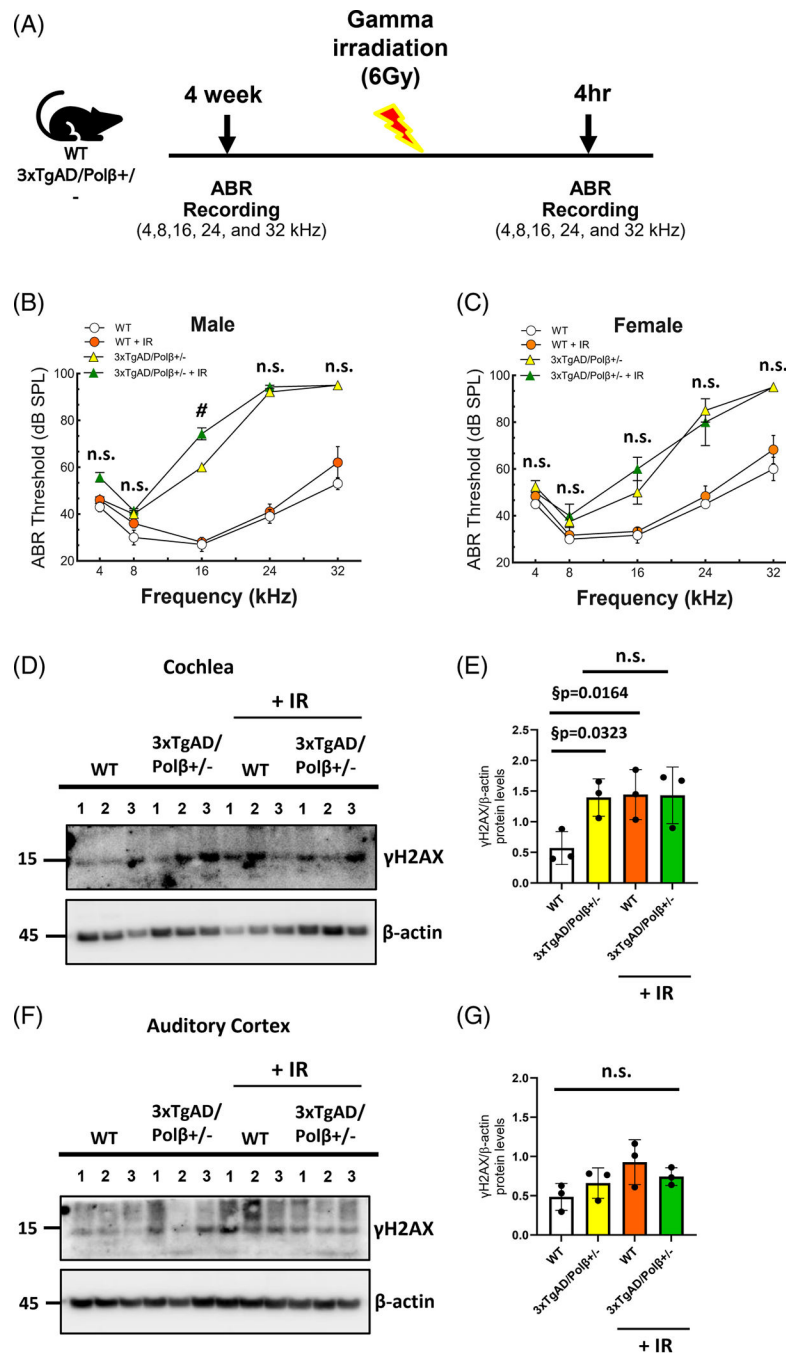 (A)
Gamma
irradiation
(6Gy)
4 week
4hr
WT
3xTgAD/Polβ+/
-
ABR
Recording
(4,8,16, 24, and 32 kHz)
ABR
Recording
(4,8,16, 24, and 32 kHz)
(B)
Male
WT
WT + IR
3xTgAD/Polβ+/-
3xTgAD/Polβ+/- + IR
n.s.
n.s.
#
n.s.
n.s.
100
80
60
40
20
ABR Threshold (dB SPL)
4 8 16 24 32
Frequency (kHz)
(C)
Female
WT
WT + IR
3xTgAD/Polβ+/-
3xTgAD/Polβ+/- + IR
n.s.
n.s.
n.s.
n.s.
n.s.
100
80
60
40
20
ABR Threshold (dB SPL)
4 8 16 24 32
Frequency (kHz)
(D)
Cochlea
+ IR
WT
3xTgAD/
Polβ+/-
WT
3xTgAD/
Polβ+/-
1 2 3 1 2 3 1 2 3 1 2 3
15
γH2AX
45
β-actin
(E)
n.s.
§p=0.0164
§p=0.0323
2.0
1.5
1.0
0.5
0.0
γH2AX/β-actin
protein levels
WT
3xTgAD/Polβ+/-
WT
3xTgAD/Polβ+/-
+ IR
(F)
Auditory Cortex
+ IR
WT
3xTgAD/
Polβ+/-
WT
3xTgAD/
Polβ+/-
1 2 3 1 2 3 1 2 3 1 2 3
15
γH2AX
45
β-actin
(G)
n.s.
2.0
1.5
1.0
0.5
0.0
γH2AX/β-actin
protein levels
WT
3xTgAD/Polβ+/-
WT
3xTgAD/Polβ+/-
+ IR